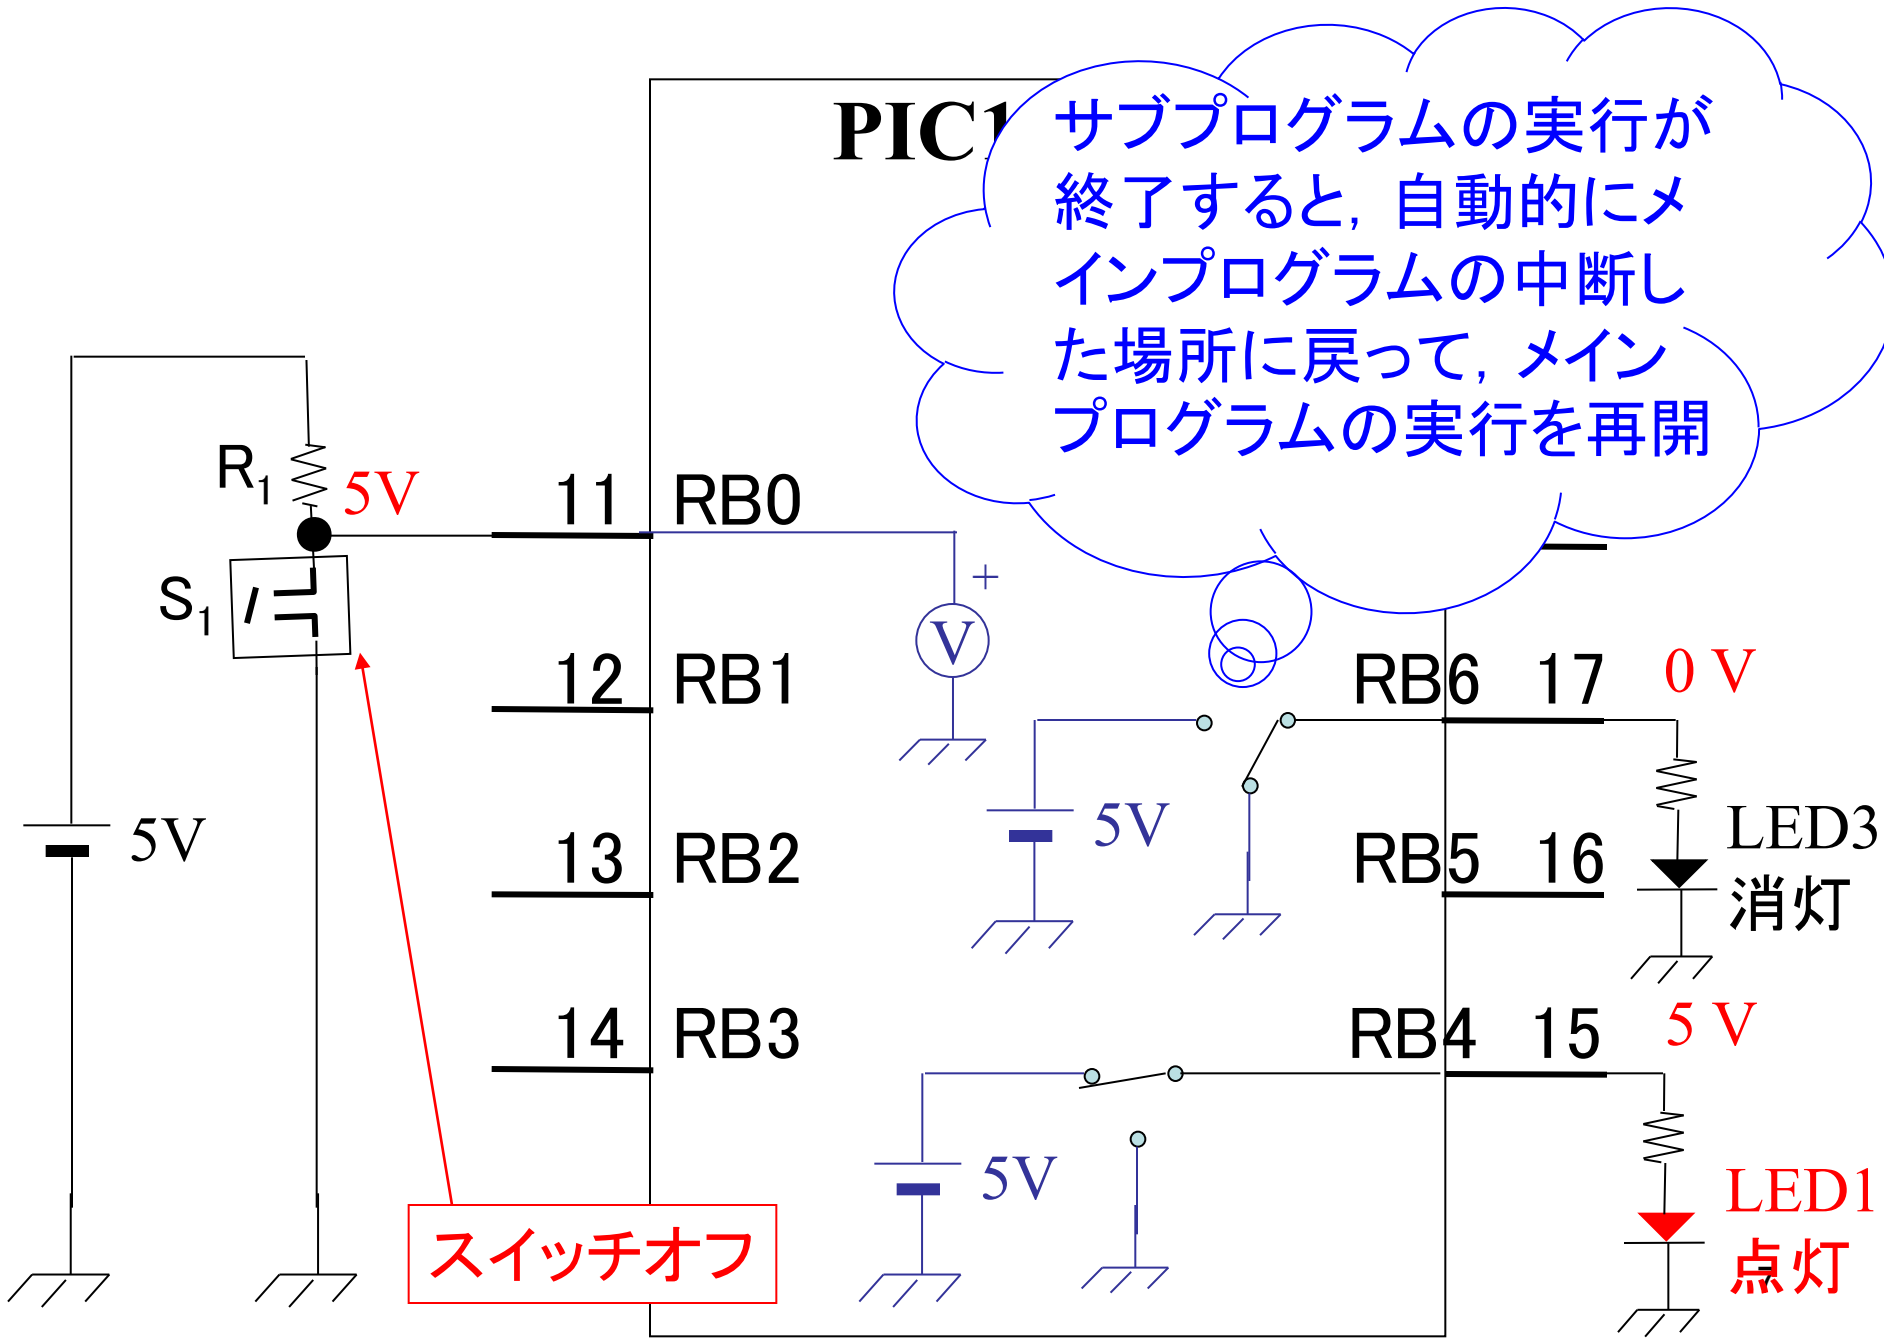 PIC1
サブプログラムの実行が
終了すると, 自動的にメ
インプログラムの中断し
た場所に戻って, メイン
プログラムの実行を再開
R1
5V
11 RB0
S1
+
V
12 RB1
RB6 17
0 V
5V
5V
13 RB2
RB5 16
LED3
消灯
14 RB3
RB4 15
5 V
5V
LED1
点灯
スイッチオフ